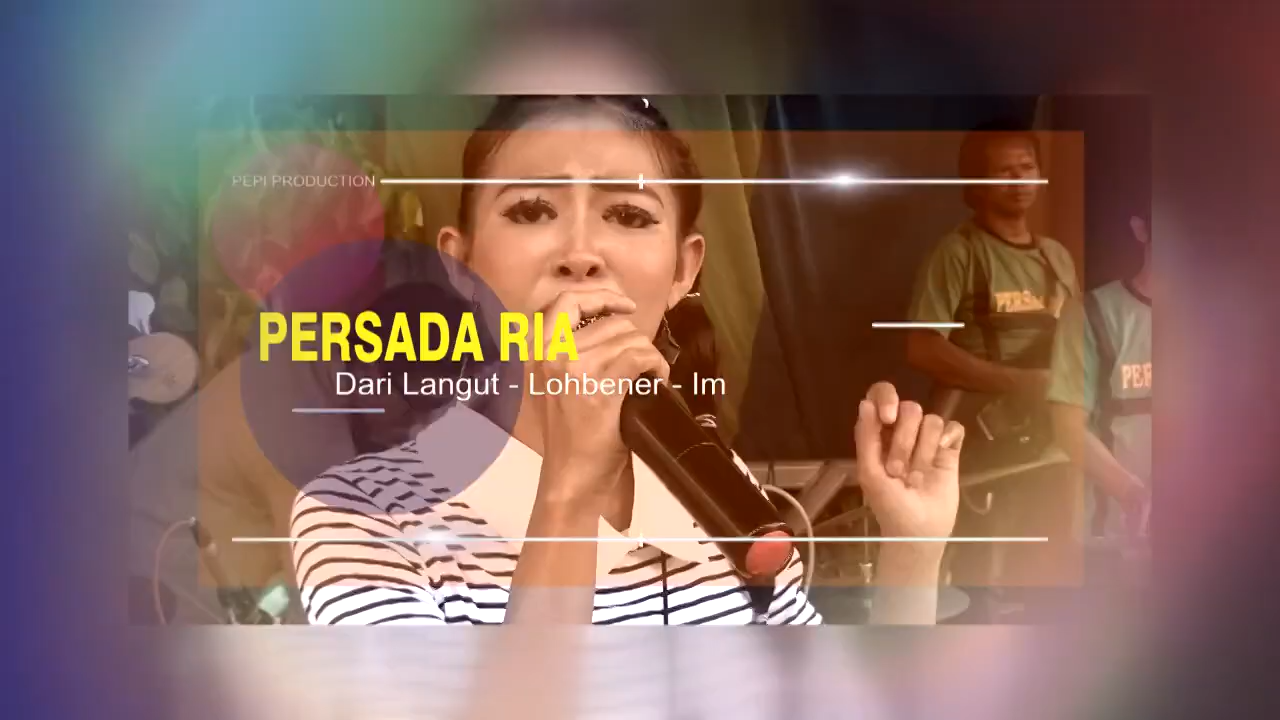 PEPI PRODUCTION
PERSADA RIA
Dari Langut - Lohbener - Im